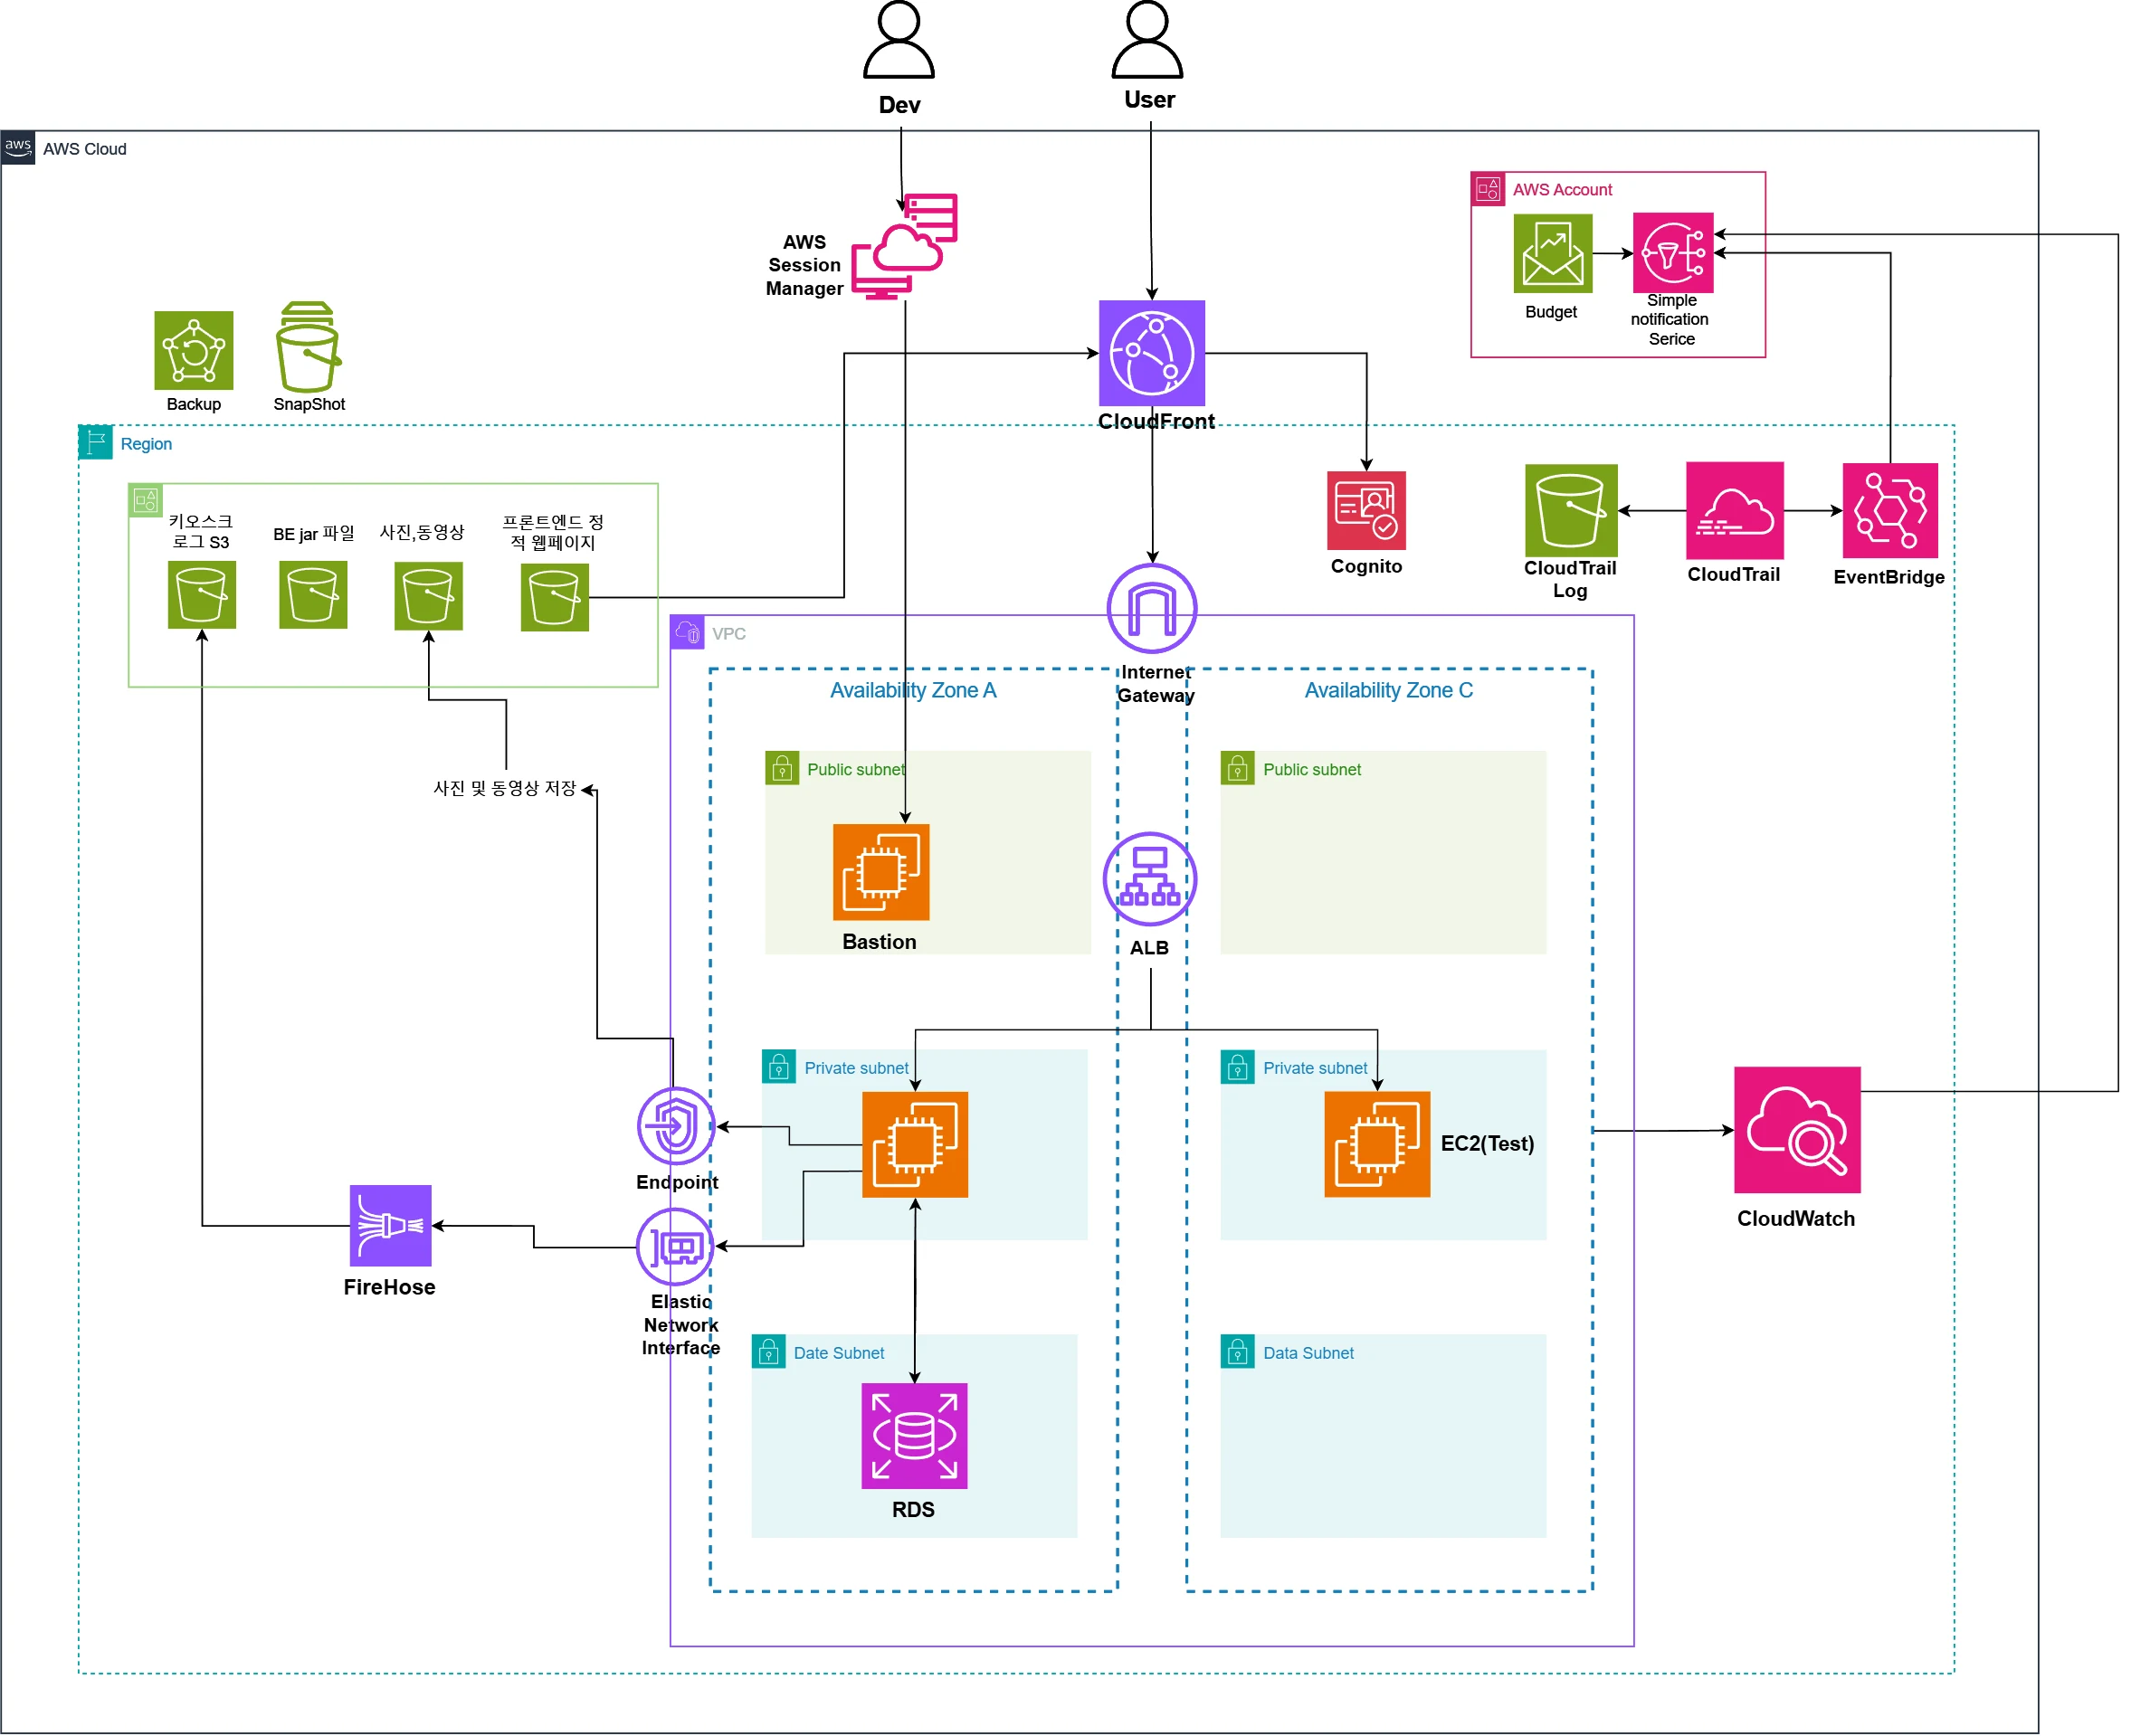 Dev
User
aws
AWS Cloud
AWS Account
AWS
Session
Manager
Budget
Simple
notification
Serice
Backup
SnapShot
CloudFront
Region
키오스크
로그 S3
BE jar 파일
사진,동영상
프론트엔드 정
적 웹페이지
Cognito
CloudTrail
Log
CloudTrail
EventBridge
VPC
Internet
Gateway
Availability Zone A
Availability Zone C
Public subnet
Public subnet
사진 및 동영상 저장
Bastion
ALB
Private subnet
Private subnet
EC2(Test)
Endpoint
CloudWatch
FireHose
Elastic
Network
Interface
Date Subnet
Data Subnet
RDS